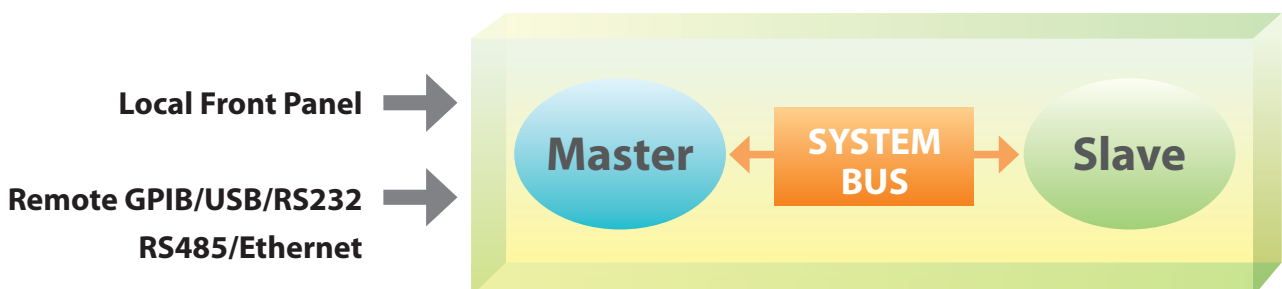 Local Front Panel
Remote GPIB/USB/RS232
RS485/Ethernet
Master
SYSTEM
BUS
Slave